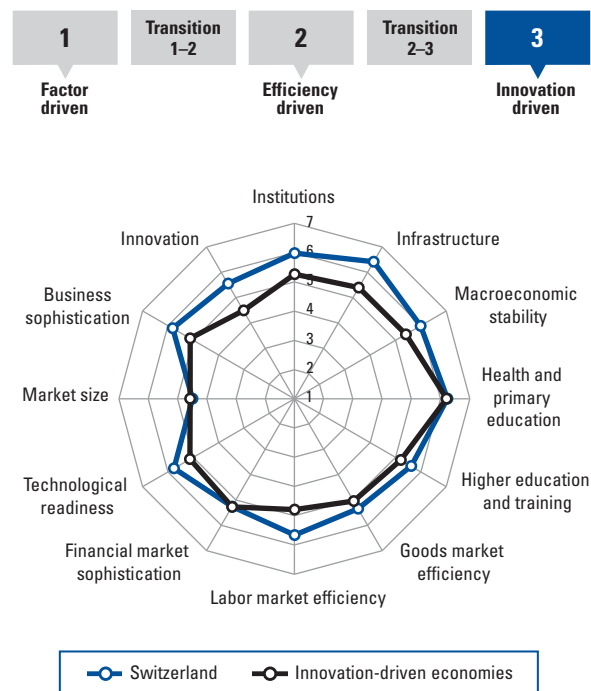 1
Transition
1–2
2
Transition
2–3
3
Factor
driven
Efficiency
driven
Innovation
driven
Institutions
Infrastructure
Macroeconomic
stability
Health and
primary
education
Higher education
and training
Goods market
efficiency
Labor market efficiency
Financial market
sophistication
Technological
readiness
Market size
Business
sophistication
Innovation
7
6
5
4
3
2
1
Switzerland
Innovation-driven economies